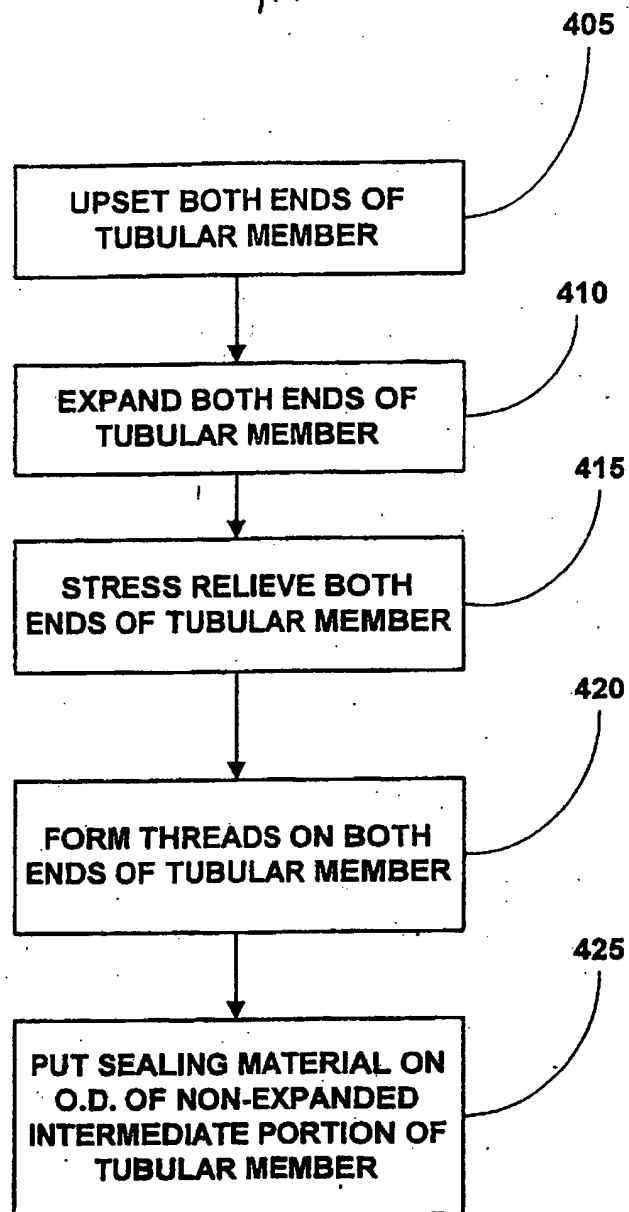 405
UPSET BOTH ENDS OF
TUBULAR MEMBER
410
EXPAND BOTH ENDS OF
TUBULAR MEMBER
415
STRESS RELIEVE BOTH
ENDS OF TUBULAR MEMBER
420
FORM THREADS ON BOTH
ENDS OF TUBULAR MEMBER
425
PUT SEALING MATERIAL ON
O.D. OF NON-EXPANDED
INTERMEDIATE PORTION OF
TUBULAR MEMBER